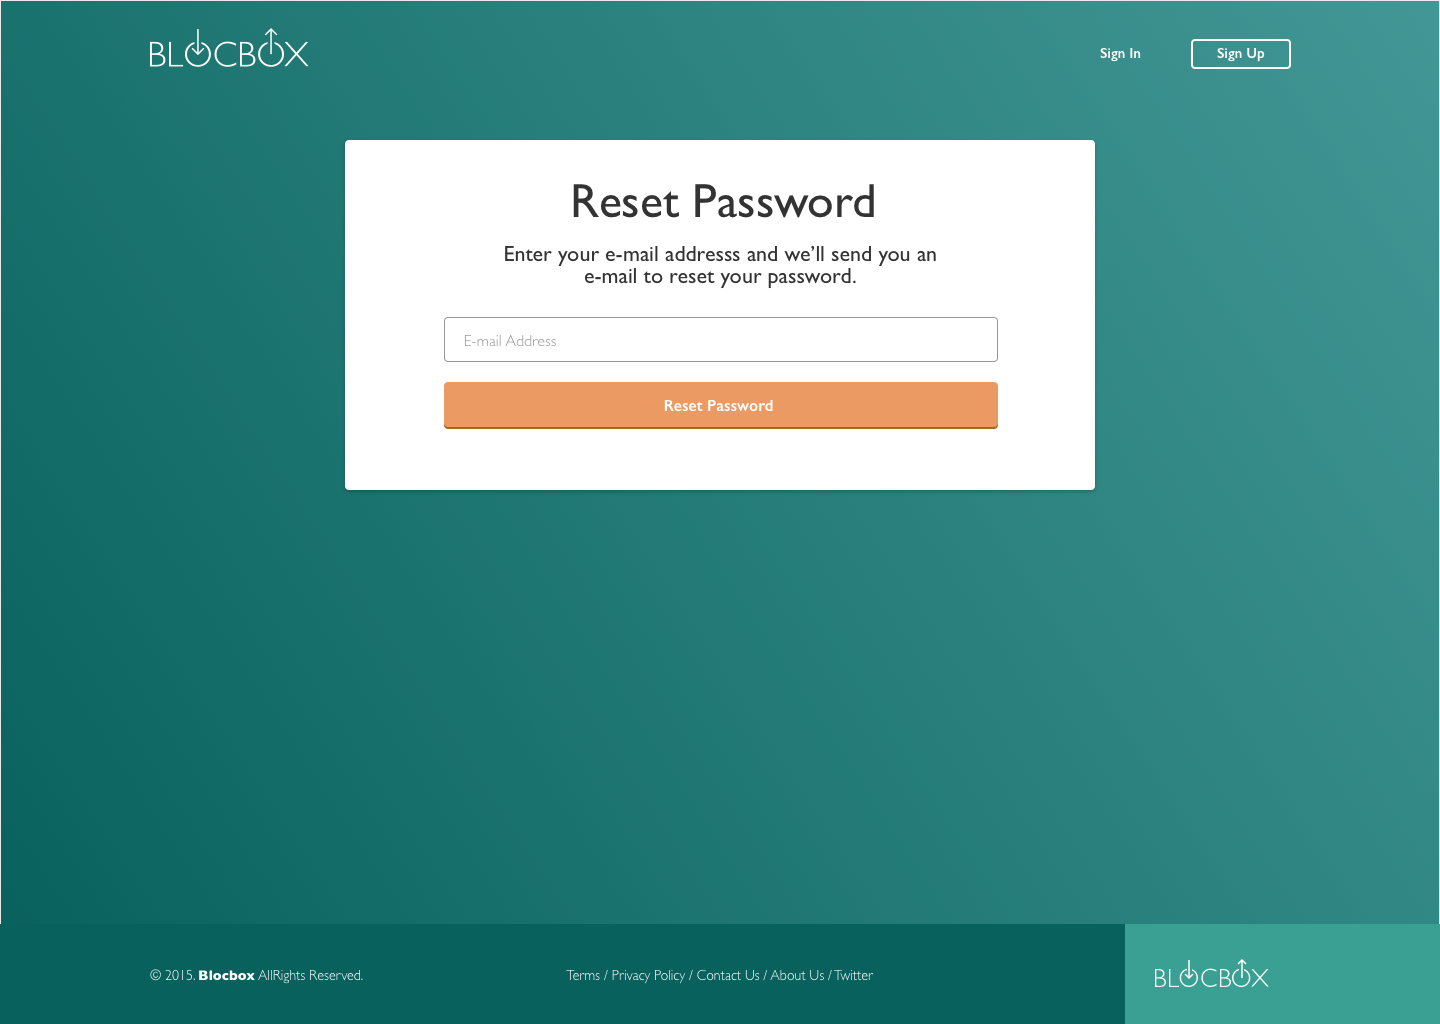 BLOCBOX
Sign In
Sign Up
Reset Password
Enter your e-mail addresss and we’ll send you an
e-mail to reset your password.
E-mail Address
Reset Password
© 2015. Blocbox AllRights Reserved.
Terms / Privacy Policy / Contact Us / About Us / Twitter
BLOCBOX